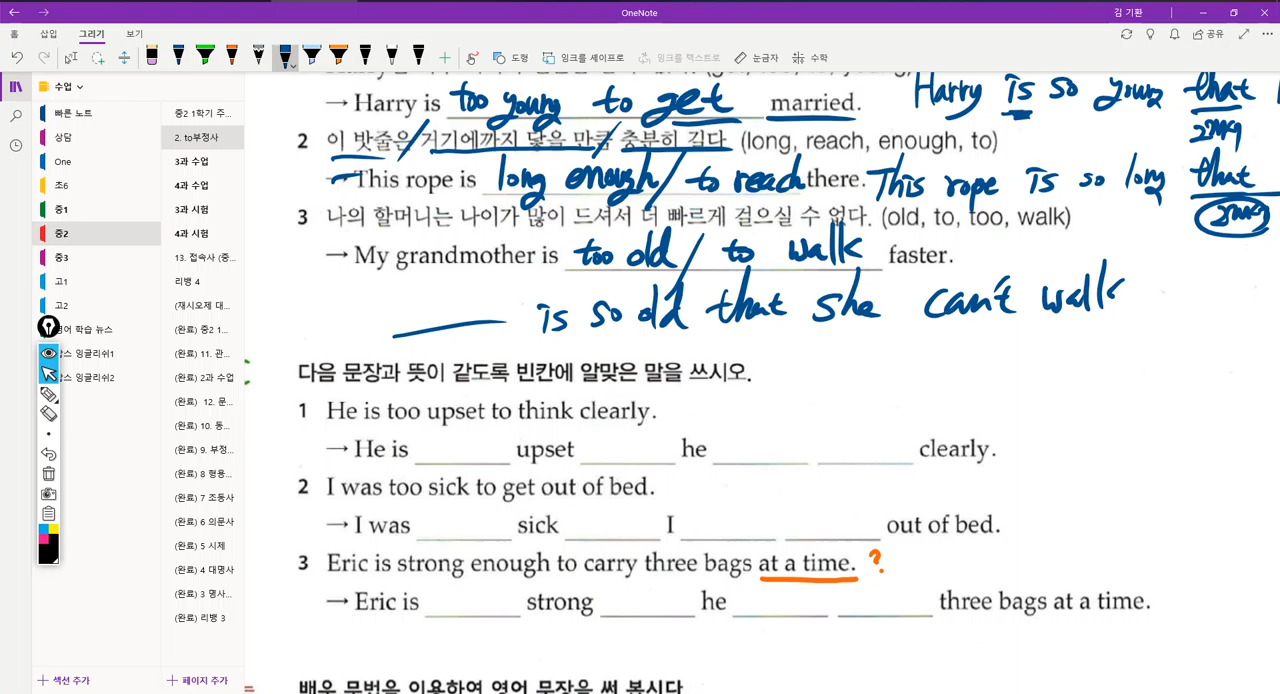 OneNote
김 기환
홈 삽입 그리기 보기
공유
도형 잉크를 셰이프로 잉크를 텍스트로 눈금자 수학
수업
빠른 노트
상담
One
초6
중1
중2
중3
고1
고2
영어 학습 뉴스
스 잉글리쉬1
스 잉글리쉬2
섹션 추가
중2 1학기 주...
2. to부정사
3과 수업
4과 수업
3과 시험
4과 시험
13. 접속사 (중...
리뱅 4
(재시오제 대...
(완료) 중2 1...
(완료) 11. 관...
(완료) 2과 수업
(완료) 12. 문...
(완료) 10. 동...
(완료) 9. 부정...
(완료) 8 형용...
(완료) 7 조동사
(완료) 6 의문사
(완료) 5 시제
(완료) 4 대명사
(완료) 3 명사...
(완료) 리뱅 3
페이지 추가
→ Harry is too young to get married. Harry is so young that
2 이 밧줄은 / 거기에까지 닿을 만큼 / 충분히 길다 (long, reach, enough, to)
→ This rope is long enough / to reach there. This rope is so long that
3 나의 할머니는 나이가 많이 드셔서 더 빠르게 걸으실 수 없다. (old, to, too, walk)
→ My grandmother is too old / to walk faster.
is so old that she can't walk
다음 문장과 뜻이 같도록 빈칸에 알맞은 말을 쓰시오.
1 He is too upset to think clearly.
→ He is ______ upset ______ he ______ ______ clearly.
2 I was too sick to get out of bed.
→ I was ______ sick ______ I ______ ______ out of bed.
3 Eric is strong enough to carry three bags at a time. ?
→ Eric is ______ strong ______ he ______ ______ three bags at a time.
배운 문법을 이용하여 영어 문장을 써 봅시다